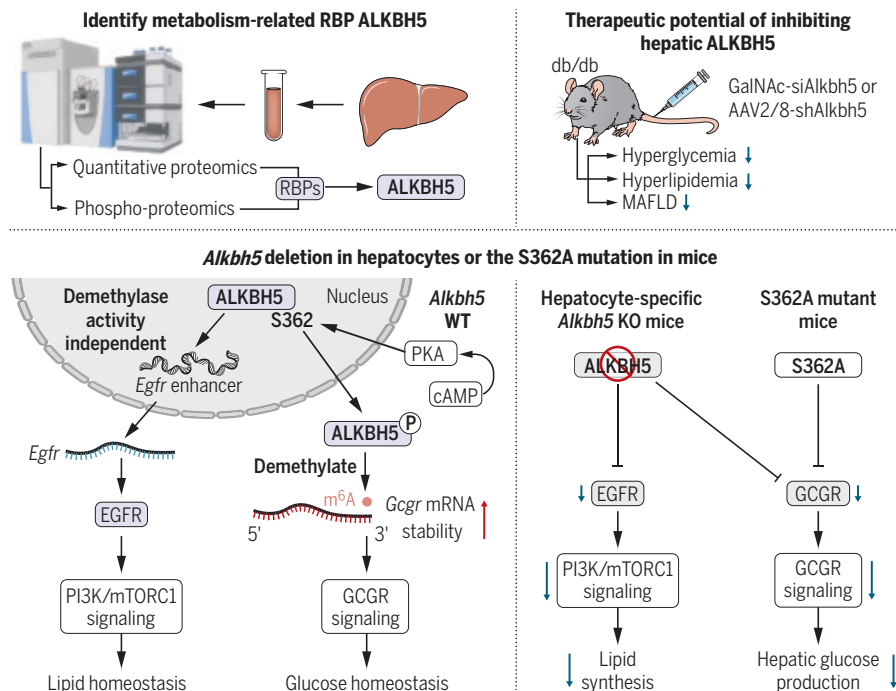 Identify metabolism-related RBP ALKBH5
Quantitative proteomics
Phospho-proteomics
RBPs
ALKBH5
Therapeutic potential of inhibiting
hepatic ALKBH5
db/db
GalNAc-siAlkbh5 or
AAV2/8-shAlkbh5
Hyperglycemia
Hyperlipidemia
MAFLD
Alkbh5 deletion in hepatocytes or the S362A mutation in mice
Demethylase
activity
independent
ALKBH5
S362
Nucleus
Alkbh5
WT
PKA
cAMP
Egfr enhancer
Egfr
EGFR
PI3K/mTORC1
signaling
Lipid homeostasis
ALKBH5
P
Demethylate
m⁶A
Gcgr mRNA
stability
5'
3'
GCGR
signaling
Glucose homeostasis
Hepatocyte-specific
Alkbh5 KO mice
ALKBH5
EGFR
PI3K/mTORC1
signaling
Lipid
synthesis
S362A mutant
mice
S362A
GCGR
GCGR
signaling
Hepatic glucose
production